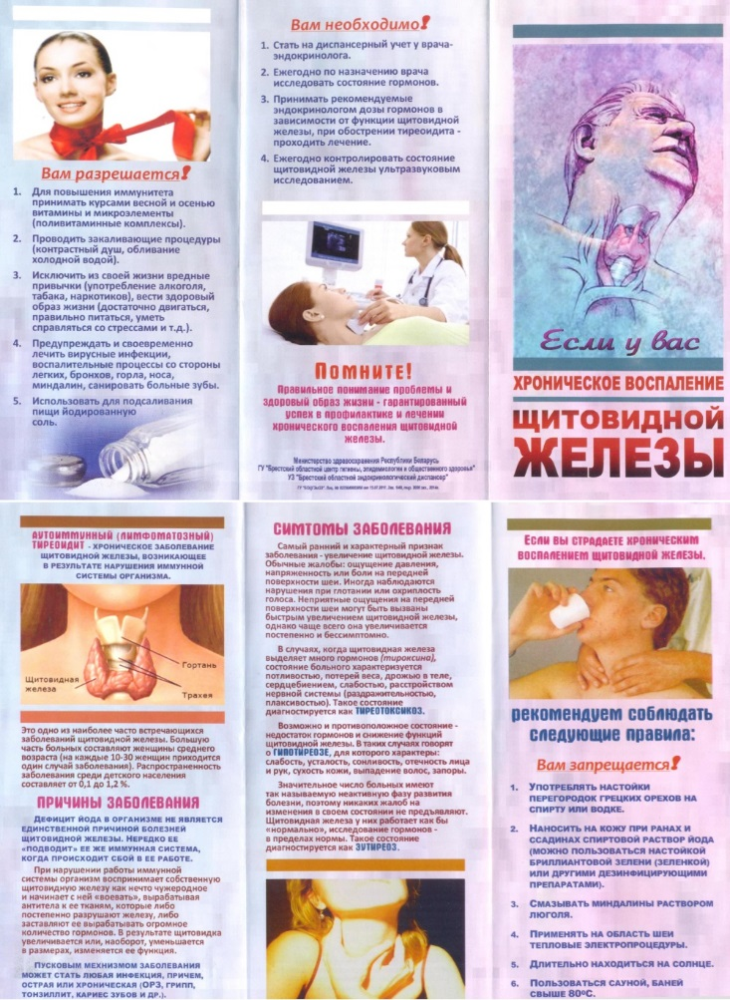 Вам разрешается!
1. Для повышения иммунитета
принимать курсами весной и осенью
витамины и микроэлементы
(поливитаминные комплексы).
2. Проводить закаливающие процедуры
(контрастный душ, обливание
холодной водой).
3. Исключить из своей жизни вредные
привычки (употребление алкоголя,
табака, наркотиков), вести здоровый
образ жизни (достаточно двигаться,
правильно питаться, уметь
справляться со стрессами и т.д.).
4. Предупреждать и своевременно
лечить вирусные инфекции,
воспалительные процессы со стороны
легких, бронхов, горла, носа,
миндалин, санировать больные зубы.
5. Использовать для подсаливания
пищи йодированную
соль.
Вам необходимо!
1. Стать на диспансерный учет у врача-
эндокринолога.
2. Ежегодно по назначению врача
исследовать состояние гормонов.
3. Принимать рекомендуемые
эндокринологом дозы гормонов в
зависимости от функции щитовидной
железы, при обострении тиреоидита -
проходить лечение.
4. Ежегодно контролировать состояние
щитовидной железы ультразвуковым
исследованием.
Помните!
Правильное понимание проблемы и
здоровый образ жизни - гарантированный
успех в профилактике и лечении
хронического воспаления щитовидной
железы.
Министерство здравоохранения Республики Беларусь
ГУ "Брестский областной центр гигиены, эпидемиологии и общественного здоровья"
УЗ "Брестский областной эндокринологический диспансер"
Если у вас
ХРОНИЧЕСКОЕ ВОСПАЛЕНИЕ
ЩИТОВИДНОЙ
ЖЕЛЕЗЫ
АУТОИММУННЫЙ (ЛИМФОМАТОЗНЫЙ)
ТИРЕОИДИТ - ХРОНИЧЕСКОЕ ЗАБОЛЕВАНИЕ
ЩИТОВИДНОЙ ЖЕЛЕЗЫ, ВОЗНИКАЮЩЕЕ
В РЕЗУЛЬТАТЕ НАРУШЕНИЯ ИММУННОЙ
СИСТЕМЫ ОРГАНИЗМА.
Гортань
Щитовидная
железа
Трахея
Это одно из наиболее часто встречающихся
заболеваний щитовидной железы. Большую
часть больных составляют женщины среднего
возраста (на каждые 10-30 женщин приходится
один случай заболевания). Распространенность
заболевания среди детского населения
составляет от 0,1 до 1,2 %.
ПРИЧИНЫ ЗАБОЛЕВАНИЯ
ДЕФИЦИТ ЙОДА В ОРГАНИЗМЕ НЕ ЯВЛЯЕТСЯ
ЕДИНСТВЕННОЙ ПРИЧИНОЙ БОЛЕЗНЕЙ
ЩИТОВИДНОЙ ЖЕЛЕЗЫ. НЕРЕДКО ЕЕ
«ПОДВОДИТ» ЕЕ ЖЕ ИММУННАЯ СИСТЕМА,
КОГДА ПРОИСХОДИТ СБОЙ В ЕЕ РАБОТЕ.
При нарушении работы иммунной
системы организм воспринимает собственную
щитовидную железу как нечто чужеродное
и начинает с ней «воевать», вырабатывая
антитела к ее тканям, которые либо
постепенно разрушают железу, либо
заставляют ее вырабатывать огромное
количество гормонов. В результате щитовидка
увеличивается или, наоборот, уменьшается
в размерах, изменяется ее функция.
ПУСКОВЫМ МЕХНИЗМОМ ЗАБОЛЕВАНИЯ
МОЖЕТ СТАТЬ ЛЮБАЯ ИНФЕКЦИЯ, ПРИЧЕМ,
ОСТРАЯ ИЛИ ХРОНИЧЕСКАЯ (ОРЗ, ГРИПП,
ТОНЗИЛЛИТ, КАРИЕС ЗУБОВ И ДР.).
СИМТОМЫ ЗАБОЛЕВАНИЯ
Самый ранний и характерный признак
заболевания - увеличение щитовидной железы.
Обычные жалобы: ощущение давления,
напряженность или боли на передней
поверхности шеи. Иногда наблюдаются
нарушения при глотании или охриплость
голоса. Неприятные ощущения на передней
поверхности шеи могут быть вызваны
быстрым увеличением щитовидной железы,
однако чаще всего она увеличивается
постепенно и бессимптомно.
В случаях, когда щитовидная железа
выделяет много гормонов (тироксина),
состояние больного характеризуется
потливостью, потерей веса, дрожью в теле,
сердцебиением, слабостью, расстройством
нервной системы (раздражительностью,
плаксивостью). Такое состояние
диагностируется как ТИРЕОТОКСИКОЗ.
Возможно и противоположное состояние -
недостаток гормонов и снижение функций
щитовидной железы. В таких случаях говорят
о ГИПОТИРЕОЗЕ, для которого характерны:
слабость, усталость, сонливость, отечность лица
и рук, сухость кожи, выпадение волос, запоры.
Значительное число больных имеют
так называемую неактивную фазу развития
болезни, поэтому никаких жалоб на
изменения в своем состоянии не предъявляют.
Щитовидная железа у них работает как бы
«нормально», исследование гормонов -
в пределах нормы. Такое состояние
диагностируется как ЭУТИРЕОЗ.
ЕСЛИ ВЫ СТРАДАЕТЕ ХРОНИЧЕСКИМ
ВОСПАЛЕНИЕМ ЩИТОВИДНОЙ ЖЕЛЕЗЫ,
рекомендуем соблюдать
следующие правила:
Вам запрещается!
1. УПОТРЕБЛЯТЬ НАСТОЙКИ
ПЕРЕГОРОДОК ГРЕЦКИХ ОРЕХОВ НА
СПИРТУ ИЛИ ВОДКЕ.
2. НАНОСИТЬ НА КОЖУ ПРИ РАНАХ И
ССАДИНАХ СПИРТОВОЙ РАСТВОР ЙОДА
(МОЖНО ПОЛЬЗОВАТЬСЯ НАСТОЙКОЙ
БРИЛЛИАНТОВОЙ ЗЕЛЕНИ (ЗЕЛЕНКОЙ)
ИЛИ ДРУГИМИ ДЕЗИНФИЦИРУЮЩИМИ
ПРЕПАРАТАМИ).
3. СМАЗЫВАТЬ МИНДАЛИНЫ РАСТВОРОМ
ЛЮГОЛЯ.
4. ПРИМЕНЯТЬ НА ОБЛАСТЬ ШЕИ
ТЕПЛОВЫЕ ЭЛЕКТРОПРОЦЕДУРЫ.
5. ДЛИТЕЛЬНО НАХОДИТЬСЯ НА СОЛНЦЕ.
6. ПОЛЬЗОВАТЬСЯ САУНОЙ, БАНЕЙ
СВЫШЕ 80ºС.